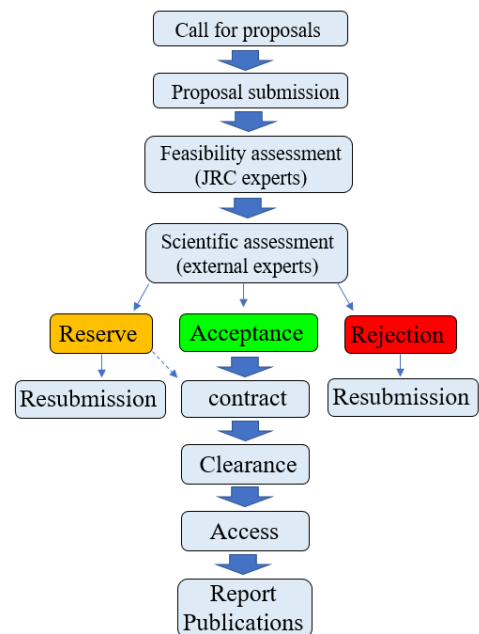 Call for proposals
Proposal submission
Feasibility assessment
(JRC experts)
Scientific assessment
(external experts)
Reserve
Acceptance
Rejection
Resubmission
contract
Resubmission
Clearance
Access
Report
Publications